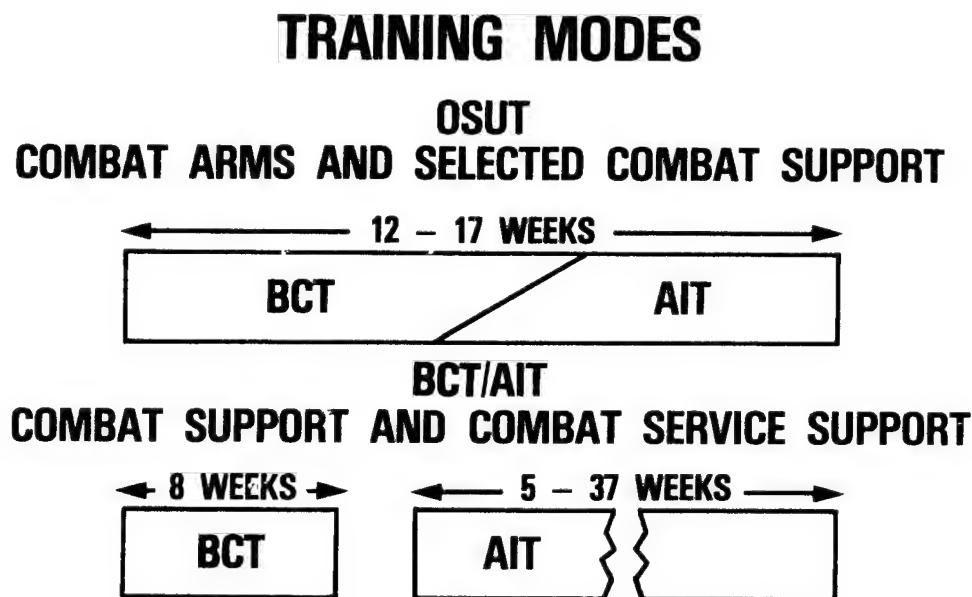 TRAINING MODES
OSUT
COMBAT ARMS AND SELECTED COMBAT SUPPORT
12 – 17 WEEKS
BCT AIT
BCT/AIT
COMBAT SUPPORT AND COMBAT SERVICE SUPPORT
8 WEEKS 5 – 37 WEEKS
BCT AIT